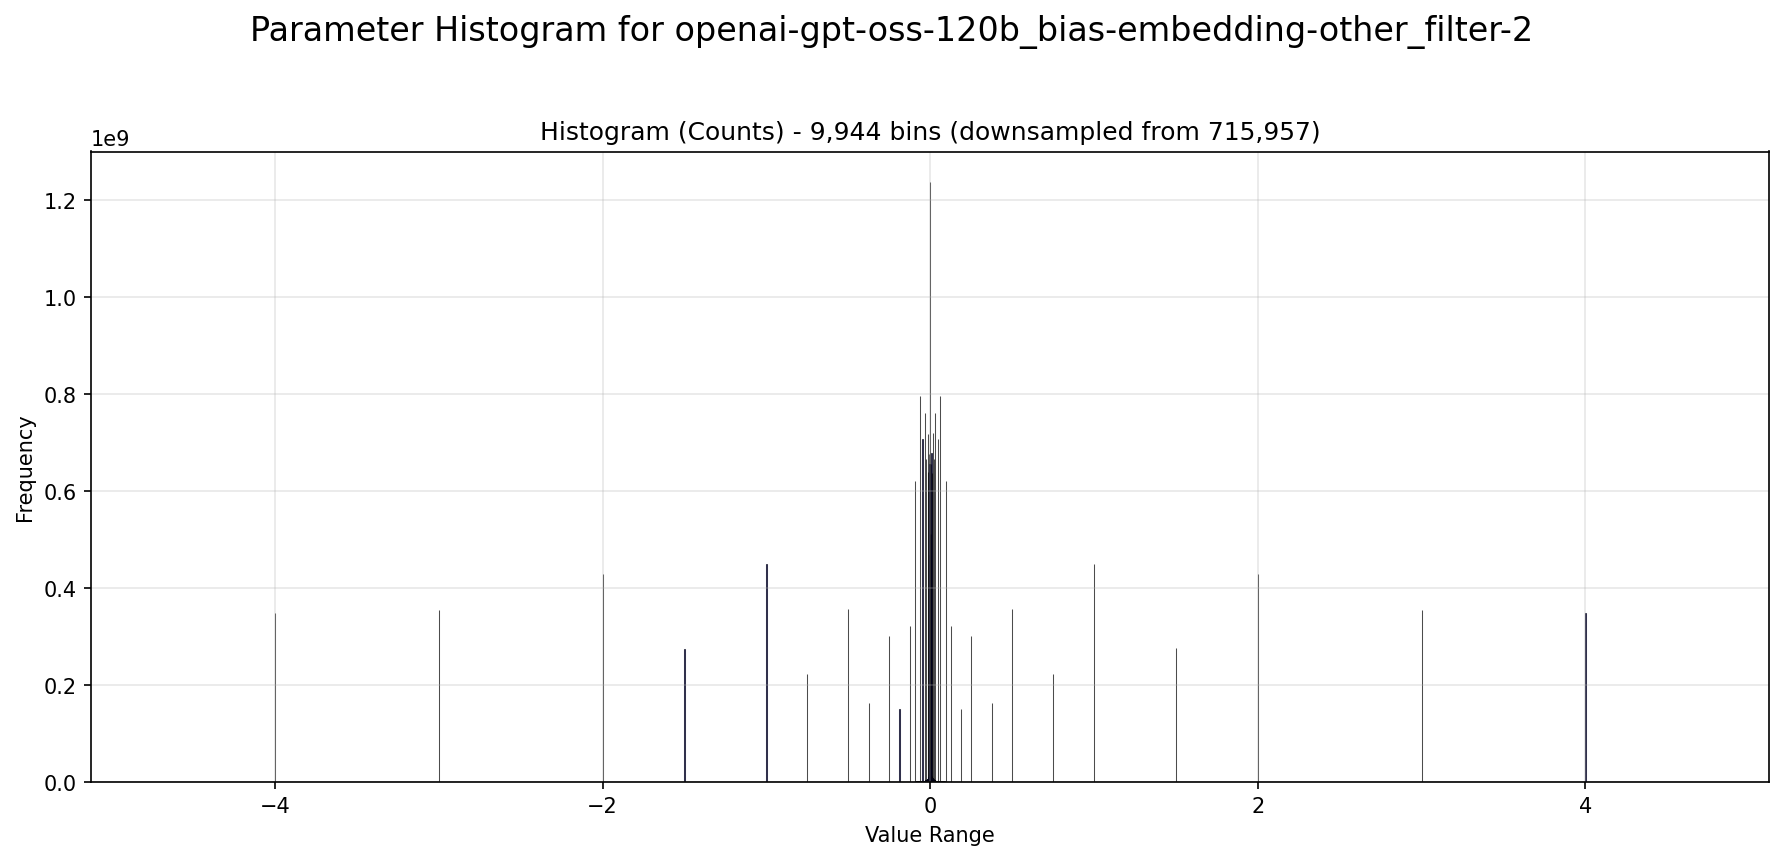 Parameter Histogram for openai-gpt-oss-120b_bias-embedding-other_filter-2
Histogram (Counts) - 9,944 bins (downsampled from 715,957)
1e9
1.2
1.0
0.8
0.6
0.4
0.2
0.0
Frequency
−4
−2
0
2
4
Value Range